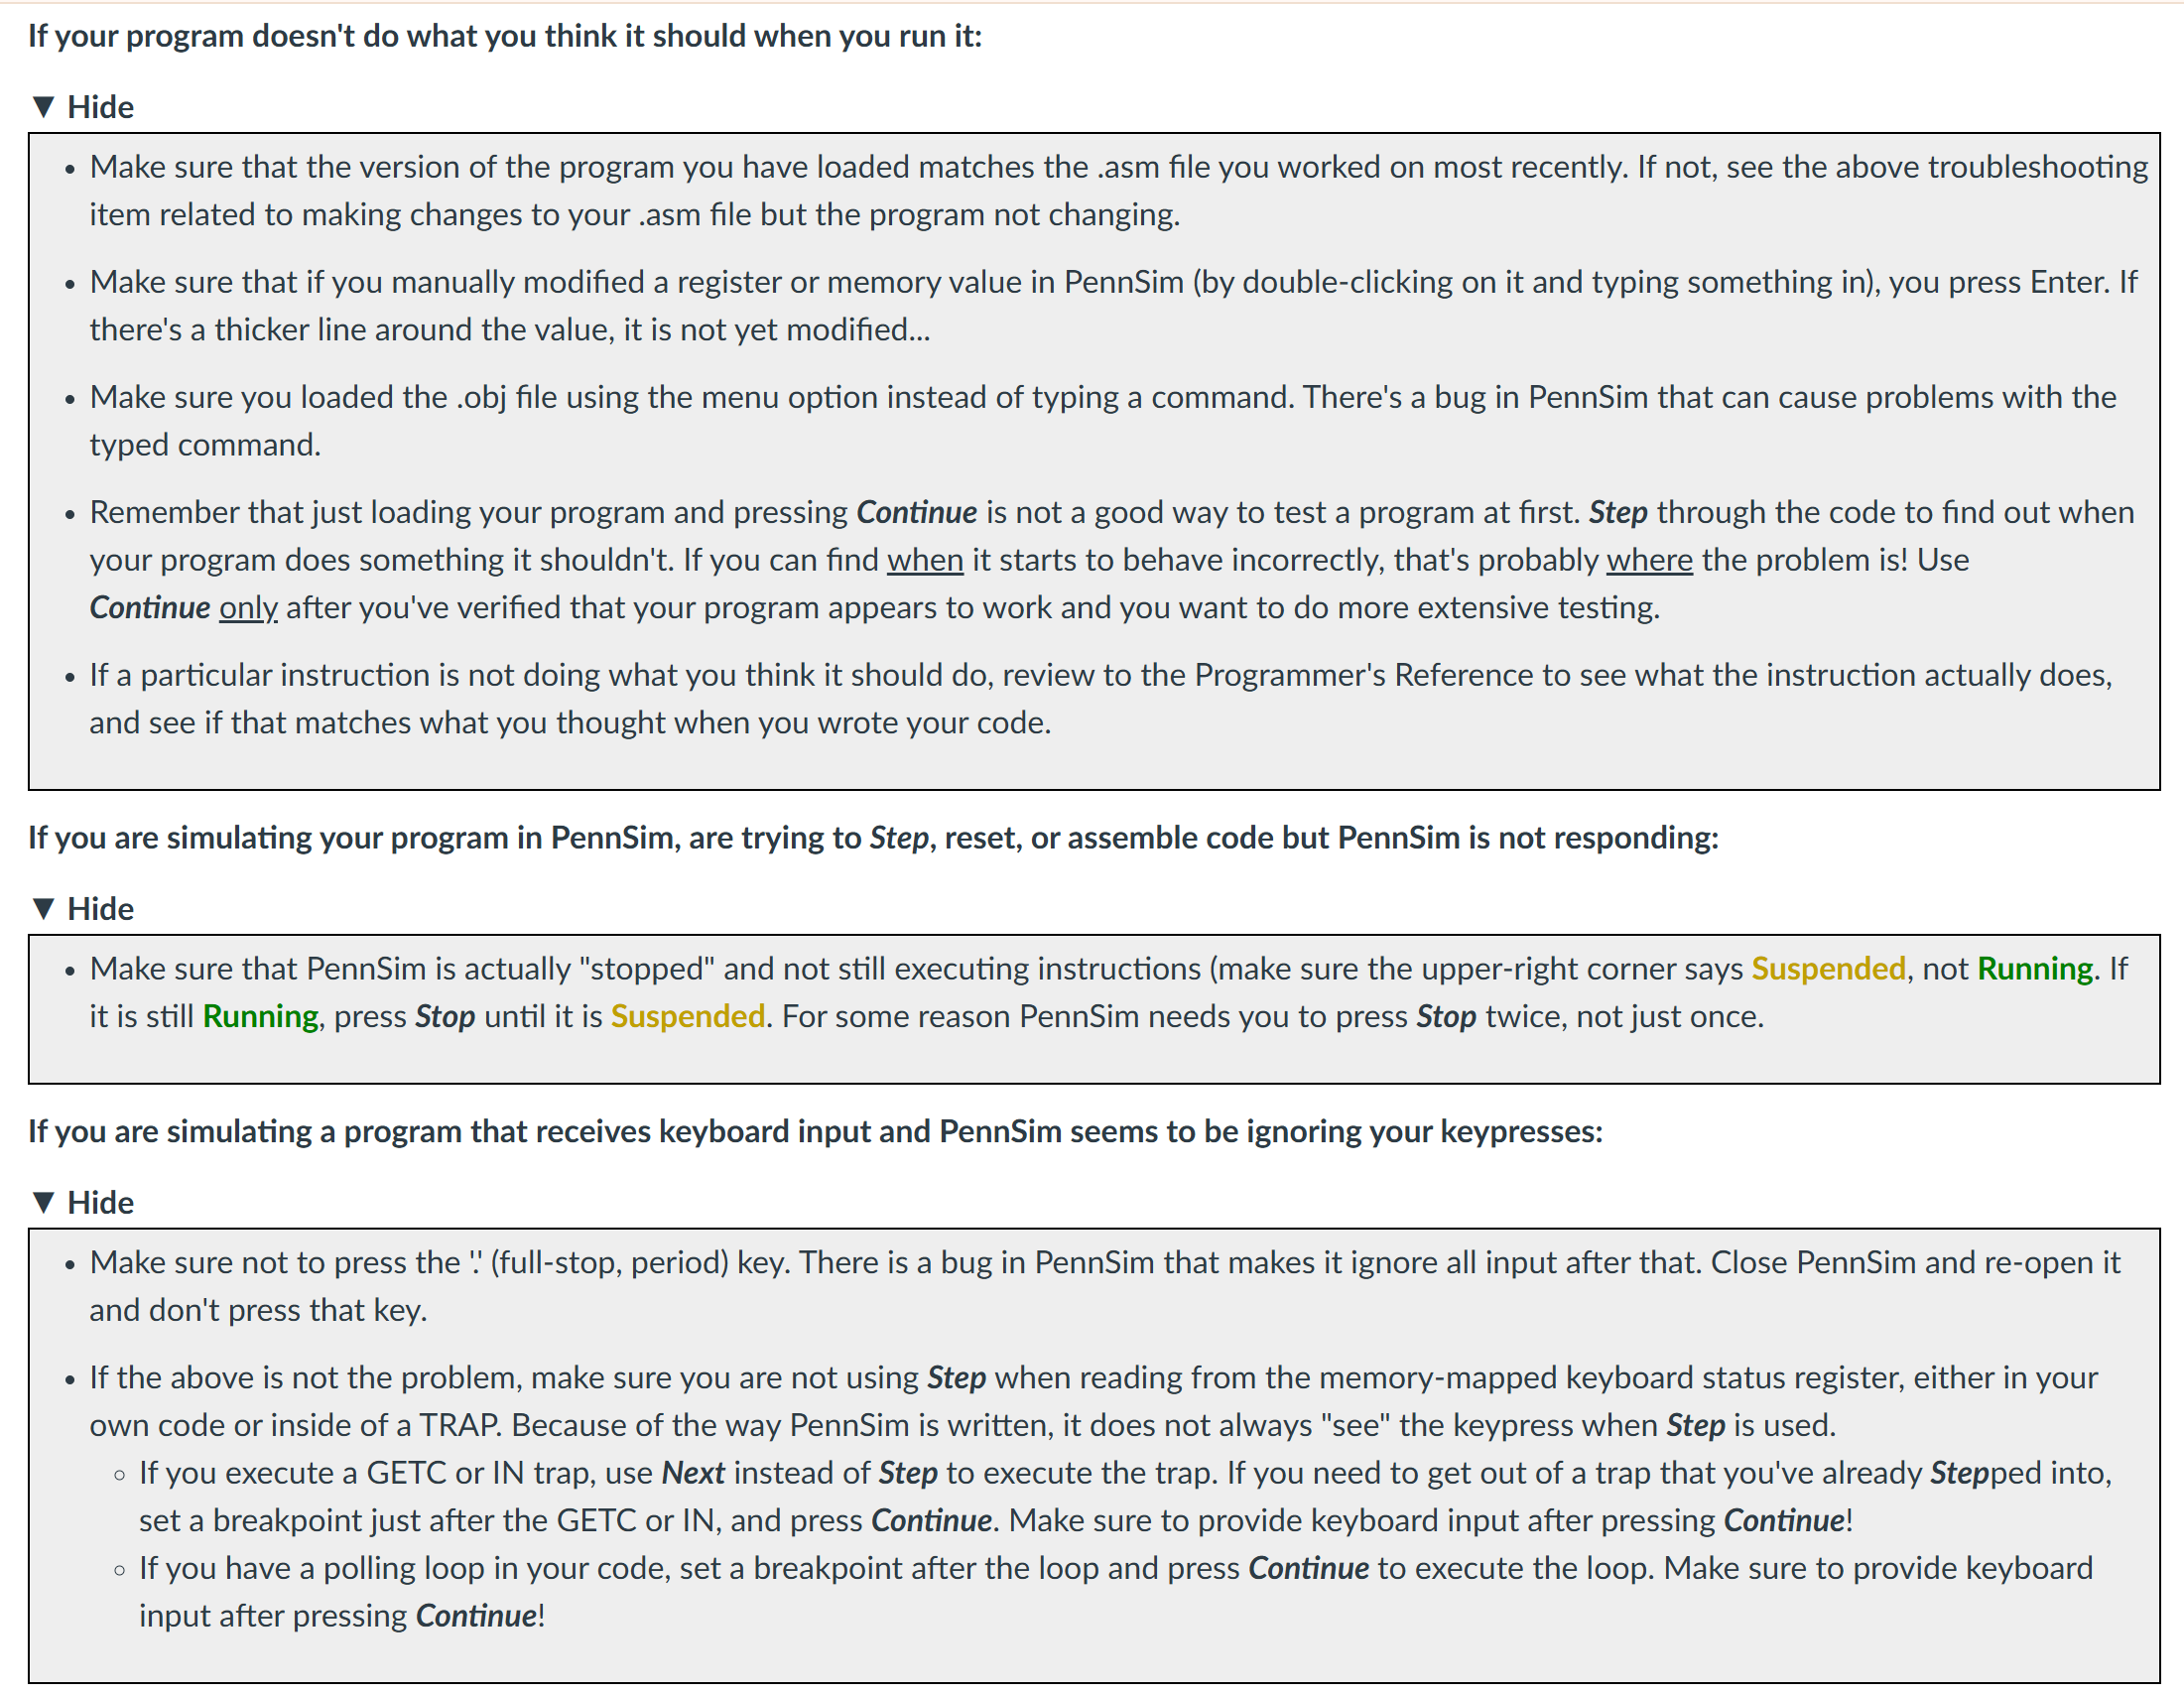 If your program doesn't do what you think it should when you run it:
▼ Hide
• Make sure that the version of the program you have loaded matches the .asm file you worked on most recently. If not, see the above troubleshooting
item related to making changes to your .asm file but the program not changing.
• Make sure that if you manually modified a register or memory value in PennSim (by double-clicking on it and typing something in), you press Enter. If
there's a thicker line around the value, it is not yet modified...
• Make sure you loaded the .obj file using the menu option instead of typing a command. There's a bug in PennSim that can cause problems with the
typed command.
• Remember that just loading your program and pressing Continue is not a good way to test a program at first. Step through the code to find out when
your program does something it shouldn't. If you can find when it starts to behave incorrectly, that's probably where the problem is! Use
Continue only after you've verified that your program appears to work and you want to do more extensive testing.
• If a particular instruction is not doing what you think it should do, review to the Programmer's Reference to see what the instruction actually does,
and see if that matches what you thought when you wrote your code.
If you are simulating your program in PennSim, are trying to Step, reset, or assemble code but PennSim is not responding:
▼ Hide
• Make sure that PennSim is actually "stopped" and not still executing instructions (make sure the upper-right corner says Suspended, not Running. If
it is still Running, press Stop until it is Suspended. For some reason PennSim needs you to press Stop twice, not just once.
If you are simulating a program that receives keyboard input and PennSim seems to be ignoring your keypresses:
▼ Hide
• Make sure not to press the '.' (full-stop, period) key. There is a bug in PennSim that makes it ignore all input after that. Close PennSim and re-open it
and don't press that key.
• If the above is not the problem, make sure you are not using Step when reading from the memory-mapped keyboard status register, either in your
own code or inside of a TRAP. Because of the way PennSim is written, it does not always "see" the keypress when Step is used.
◦ If you execute a GETC or IN trap, use Next instead of Step to execute the trap. If you need to get out of a trap that you've already Stepped into,
set a breakpoint just after the GETC or IN, and press Continue. Make sure to provide keyboard input after pressing Continue!
◦ If you have a polling loop in your code, set a breakpoint after the loop and press Continue to execute the loop. Make sure to provide keyboard
input after pressing Continue!